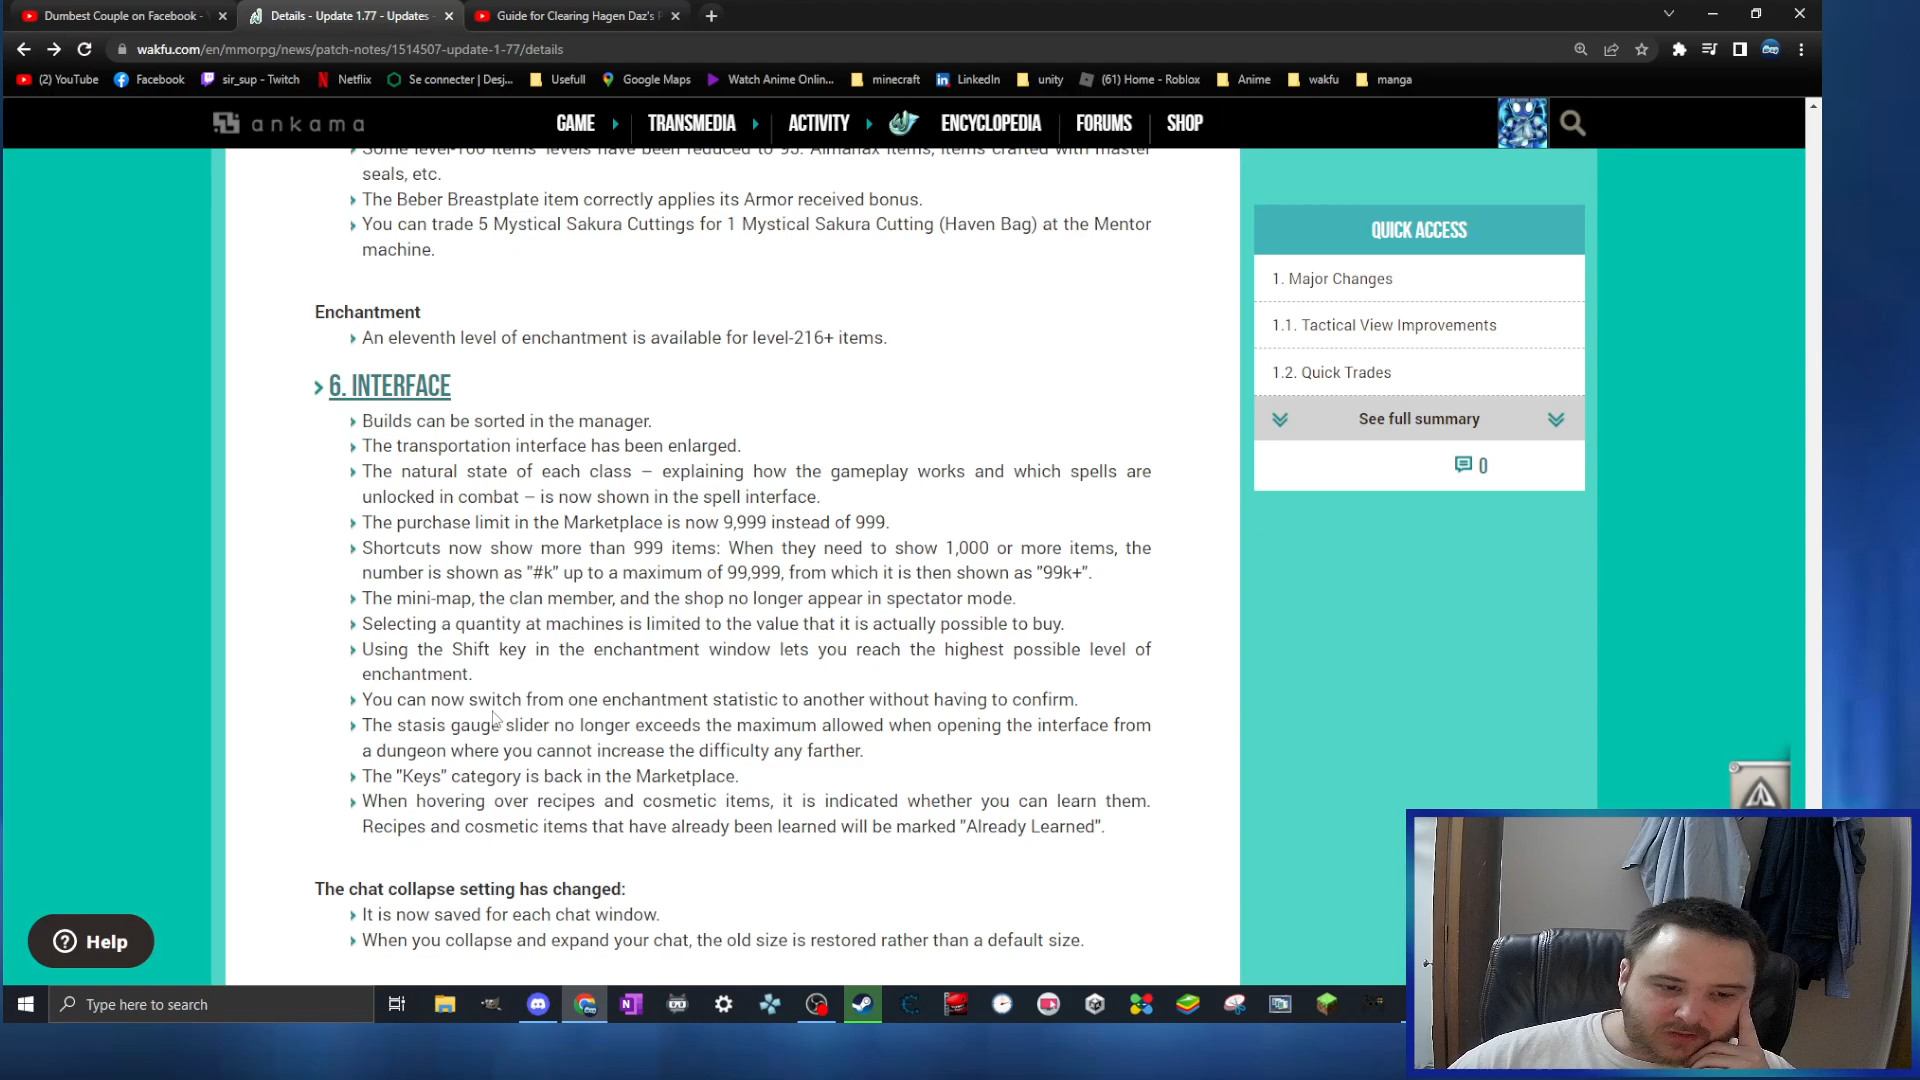 Dumbest Couple on Facebook -
Details - Update 1.77 - Updates -
Guide for Clearing Hagen Daz's
wakfu.com/en/mmorpg/news/patch-notes/1514507-update-1-77/details
(2) YouTube
Facebook
sir_sup - Twitch
Netflix
Se connecter | Desj...
Usefull
Google Maps
Watch Anime Onlin...
minecraft
LinkedIn
unity
(61) Home - Roblox
Anime
wakfu
manga
ankama
GAME
TRANSMEDIA
ACTIVITY
ENCYCLOPEDIA
FORUMS
SHOP
Some level-100 items' levels have been reduced to 95: Almanax items, items crafted with master
seals, etc.
The Beber Breastplate item correctly applies its Armor received bonus.
You can trade 5 Mystical Sakura Cuttings for 1 Mystical Sakura Cutting (Haven Bag) at the Mentor
machine.
Enchantment
An eleventh level of enchantment is available for level-216+ items.
6. INTERFACE
Builds can be sorted in the manager.
The transportation interface has been enlarged.
The natural state of each class – explaining how the gameplay works and which spells are
unlocked in combat – is now shown in the spell interface.
The purchase limit in the Marketplace is now 9,999 instead of 999.
Shortcuts now show more than 999 items: When they need to show 1,000 or more items, the
number is shown as "#k" up to a maximum of 99,999, from which it is then shown as "99k+".
The mini-map, the clan member, and the shop no longer appear in spectator mode.
Selecting a quantity at machines is limited to the value that it is actually possible to buy.
Using the Shift key in the enchantment window lets you reach the highest possible level of
enchantment.
You can now switch from one enchantment statistic to another without having to confirm.
The stasis gauge slider no longer exceeds the maximum allowed when opening the interface from
a dungeon where you cannot increase the difficulty any farther.
The "Keys" category is back in the Marketplace.
When hovering over recipes and cosmetic items, it is indicated whether you can learn them.
Recipes and cosmetic items that have already been learned will be marked "Already Learned".
The chat collapse setting has changed:
It is now saved for each chat window.
When you collapse and expand your chat, the old size is restored rather than a default size.
QUICK ACCESS
1. Major Changes
1.1. Tactical View Improvements
1.2. Quick Trades
See full summary
0
Help
Type here to search